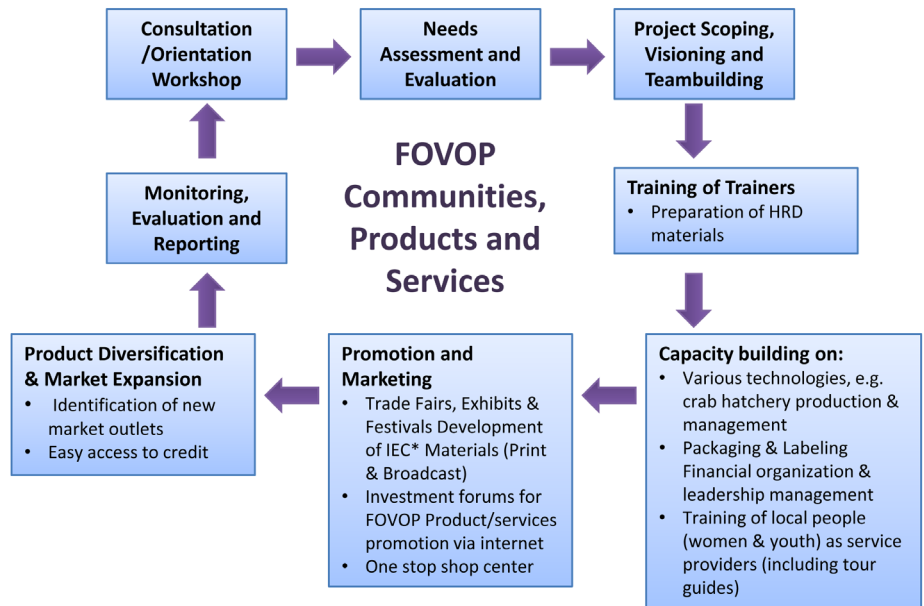 Consultation
/Orientation
Workshop
Needs
Assessment and
Evaluation
Project Scoping,
Visioning and
Teambuilding
Training of Trainers
• Preparation of HRD
materials
Capacity building on:
• Various technologies, e.g.
crab hatchery production &
management
• Packaging & Labeling
Financial organization &
leadership management
• Training of local people
(women & youth) as service
providers (including tour
guides)
Promotion and
Marketing
• Trade Fairs, Exhibits &
Festivals Development
of IEC* Materials (Print
& Broadcast)
• Investment forums for
FOVOP Product/services
promotion via internet
• One stop shop center
Product Diversification
& Market Expansion
• Identification of new
market outlets
• Easy access to credit
Monitoring,
Evaluation and
Reporting
FOVOP
Communities,
Products and
Services